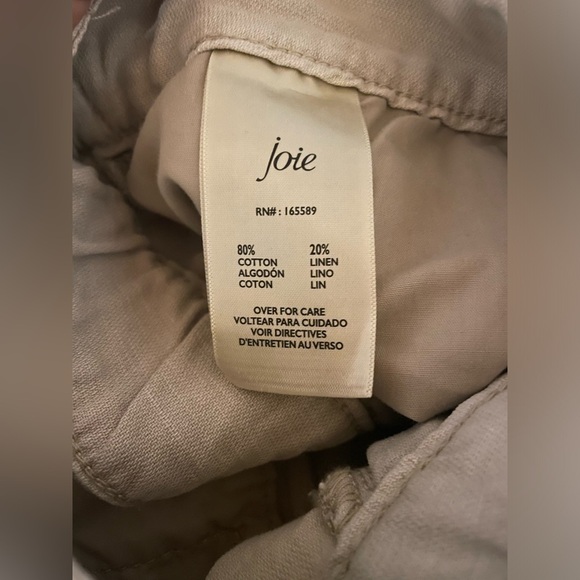 joie
RN#: 165589
80% 20%
COTTON LINEN
ALGODÓN LINO
COTON LIN
OVER FOR CARE
VOLTEAR PARA CUIDADO
VOIR DIRECTIVES
D'ENTRETIEN AU VERSO